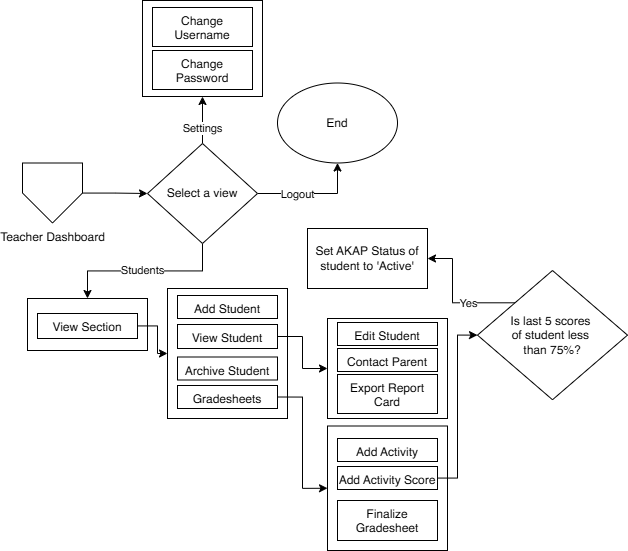 Change
Username
Change
Password
Settings
End
Select a view
Logout
Teacher Dashboard
Students
Set AKAP Status of
student to 'Active'
Yes
Is last 5 scores
of student less
than 75%?
View Section
Add Student
View Student
Archive Student
Gradesheets
Edit Student
Contact Parent
Export Report
Card
Add Activity
Add Activity Score
Finalize
Gradesheet